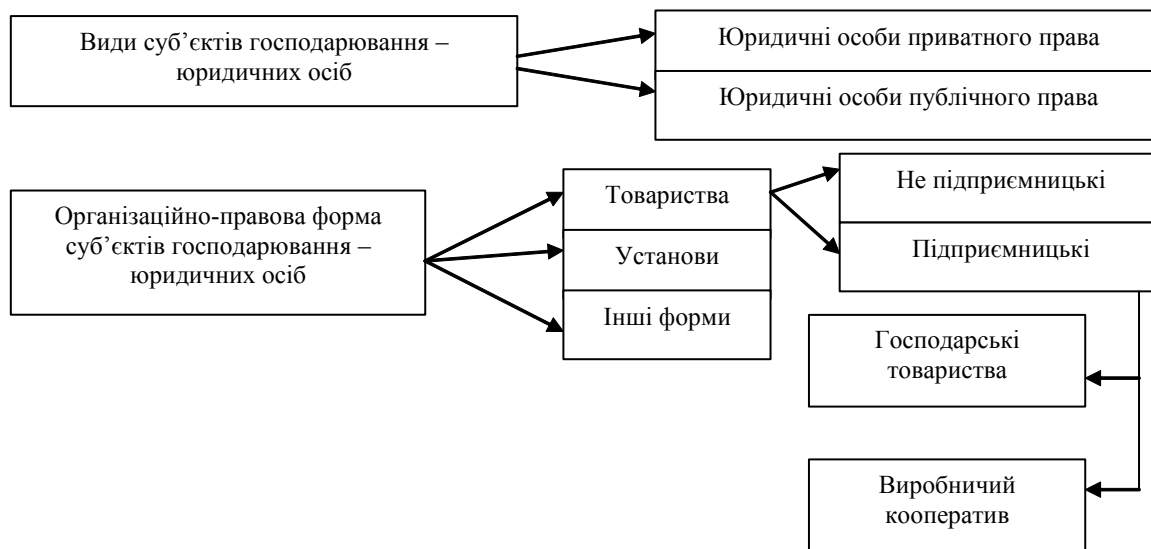 Види суб’єктів господарювання –
юридичних осіб
Юридичні особи приватного права
Юридичні особи публічного права
Організаційно-правова форма
суб’єктів господарювання –
юридичних осіб
Товариства
Установи
Інші форми
Не підприємницькі
Підприємницькі
Господарські
товариства
Виробничий
кооператив